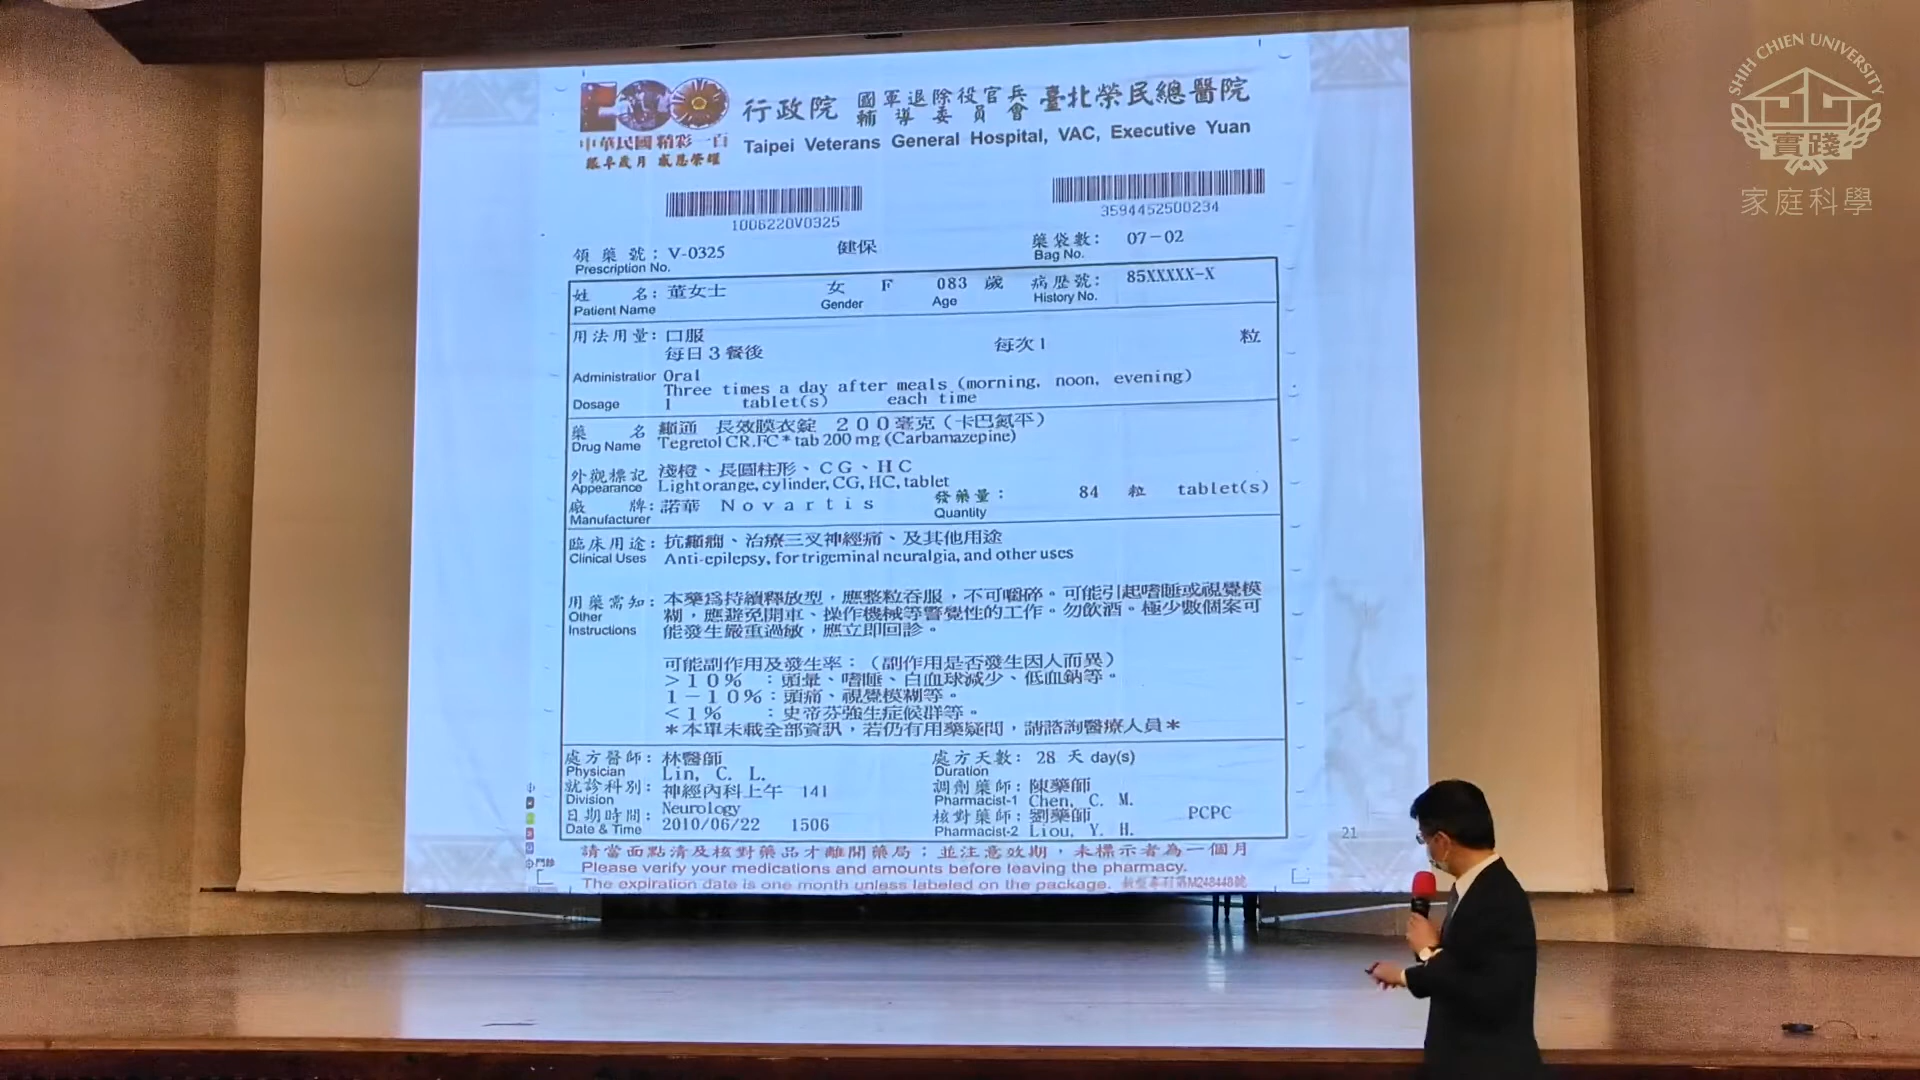 行政院 國軍退除役官兵輔導委員會 臺北榮民總醫院
Taipei Veterans General Hospital, VAC, Executive Yuan
中華民國 精彩一百
1006220V0325
3594452500234
領藥號：V-0325 健保 藥袋數： 07-02
Prescription No. Bag No.
姓 名：董女士 女 F 083 歲 病歷號： 85XXXXX-X
Patient Name Gender Age History No.
用法用量：口服
每日3餐後 每次1 粒
Administration Oral
Three times a day after meals (morning, noon, evening)
Dosage 1 tablet(s) each time
藥 名 癲通 長效膜衣錠 200毫克（卡巴氮平）
Drug Name Tegretol CR.FC*tab 200 mg (Carbamazepine)
外觀標記 淺橙、長圓柱形、CG、HC
Appearance Light orange, cylinder, CG, HC, tablet
廠 牌：諾華 Novartis 發藥量： 84 粒 tablet(s)
Manufacturer Quantity
臨床用途：抗癲癇、治療三叉神經痛、及其他用途
Clinical Uses Anti-epilepsy, for trigeminal neuralgia, and other uses
用藥需知：本藥為持續釋放型，應整粒吞服，不可嚼碎。可能引起嗜睡或視覺模
Other 糊，應避免開車、操作機械等警覺性的工作。勿飲酒。極少數個案可
Instructions 能發生嚴重過敏，應立即回診。
可能副作用及發生率：（副作用是否發生因人而異）
>10% ：頭暈、嗜睡、白血球減少、低血鈉等。
1-10%：頭痛、視覺模糊等。
<1% ：史帝芬強生症候群等。
*本單未載全部資訊，若仍有用藥疑問，請諮詢醫療人員*
處方醫師：林醫師 處方天數： 28 天 day(s)
Physician Lin, C. L. Duration
就診科別：神經內科上午 141 調劑藥師：陳藥師
Division Neurology Pharmacist-1 Chen, C. M.
日期時間： 核對藥師：劉藥師 PCPC
Date & Time 2010/06/22 1506 Pharmacist-2 Liou, Y. H.
21
請當面點清及核對藥品才離開藥局；並注意效期，未標示者為一個月
Please verify your medications and amounts before leaving the pharmacy.
The expiration date is one month unless labeled on the package.
SHIH CHIEN UNIVERSITY
實踐
家庭科學